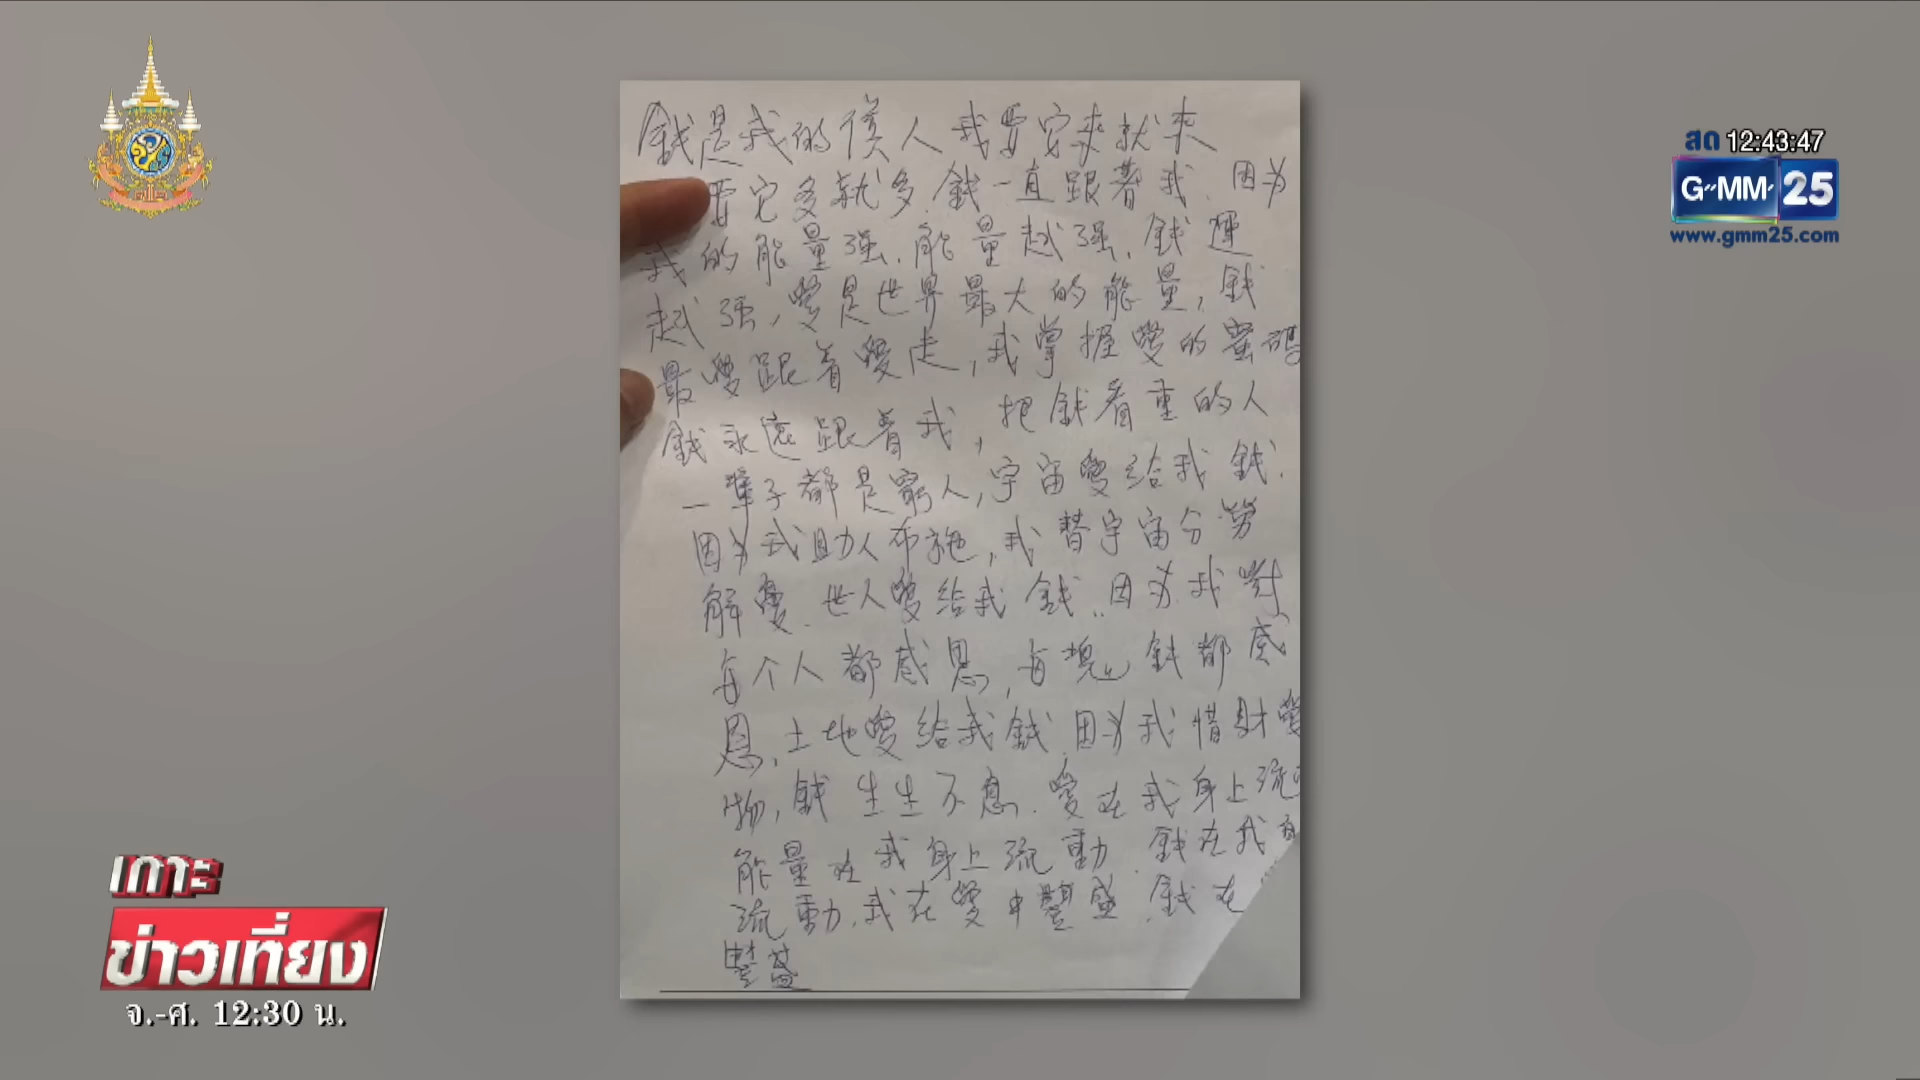 สด 12:43:47
G"MM' 25
www.gmm25.com
錢是我的僕人 我要它來就來
要它多就多.錢一直跟著我.因为
我的能量强.能量越强.錢運
越强,愛是世界最大的能量,錢
最愛跟着愛走,我掌握愛的蜜碼
錢永遠跟着我,把錢看重的人
一輩子都是窮人,宇宙愛給我錢.
因为我助人布施,我替宇宙分勞
解憂.世人愛給我錢..因为我對
每个人都感恩,每塊錢都感
恩,土地愛給我錢.因为我惜財愛
物,錢生生不息.愛在我身上流
能量在我身上流動.錢在我身
流動.我在愛中豐盛.錢在
豐盛
เกาะ
ข่าวเที่ยง
จ.-ศ. 12:30 น.